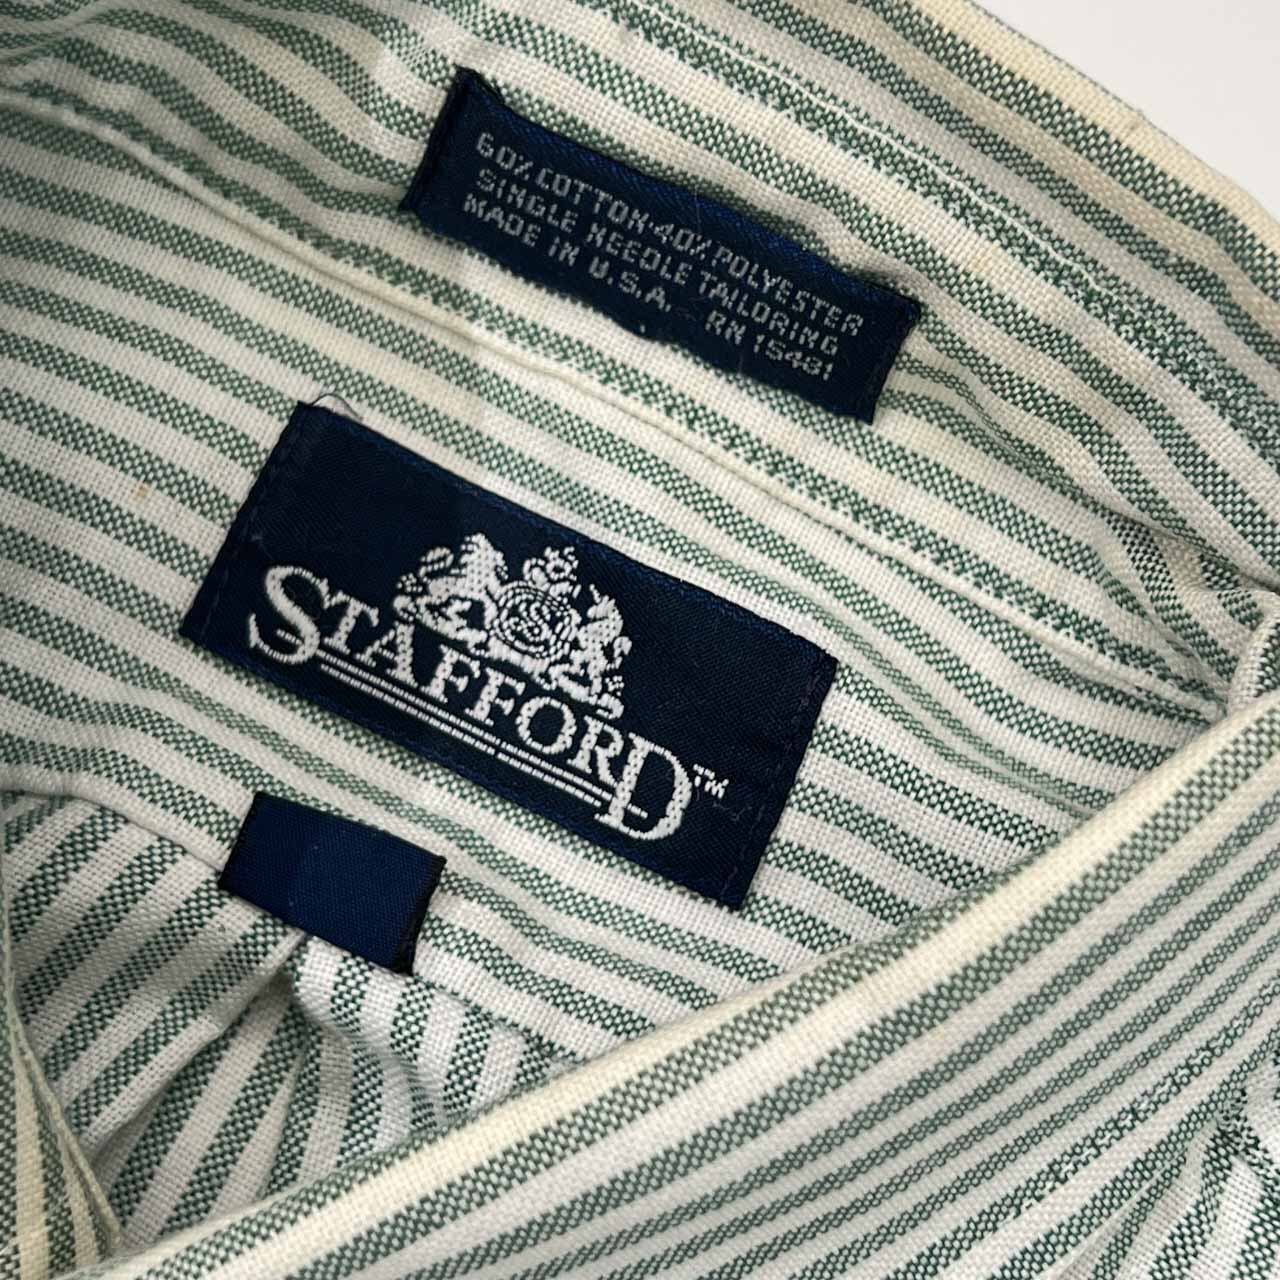 60% COTTON•40% POLYESTER
SINGLE NEEDLE TAILORING
MADE IN U.S.A. RN 15481
STAFFORD™